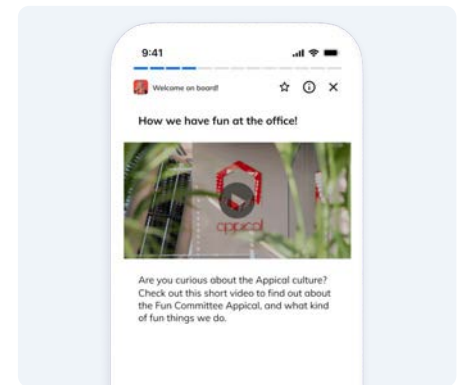 9:41
Welcome on board!
How we have fun at the office!
appical
Are you curious about the Appical culture?
Check out this short video to find out about
the Fun Committee Appical, and what kind
of fun things we do.